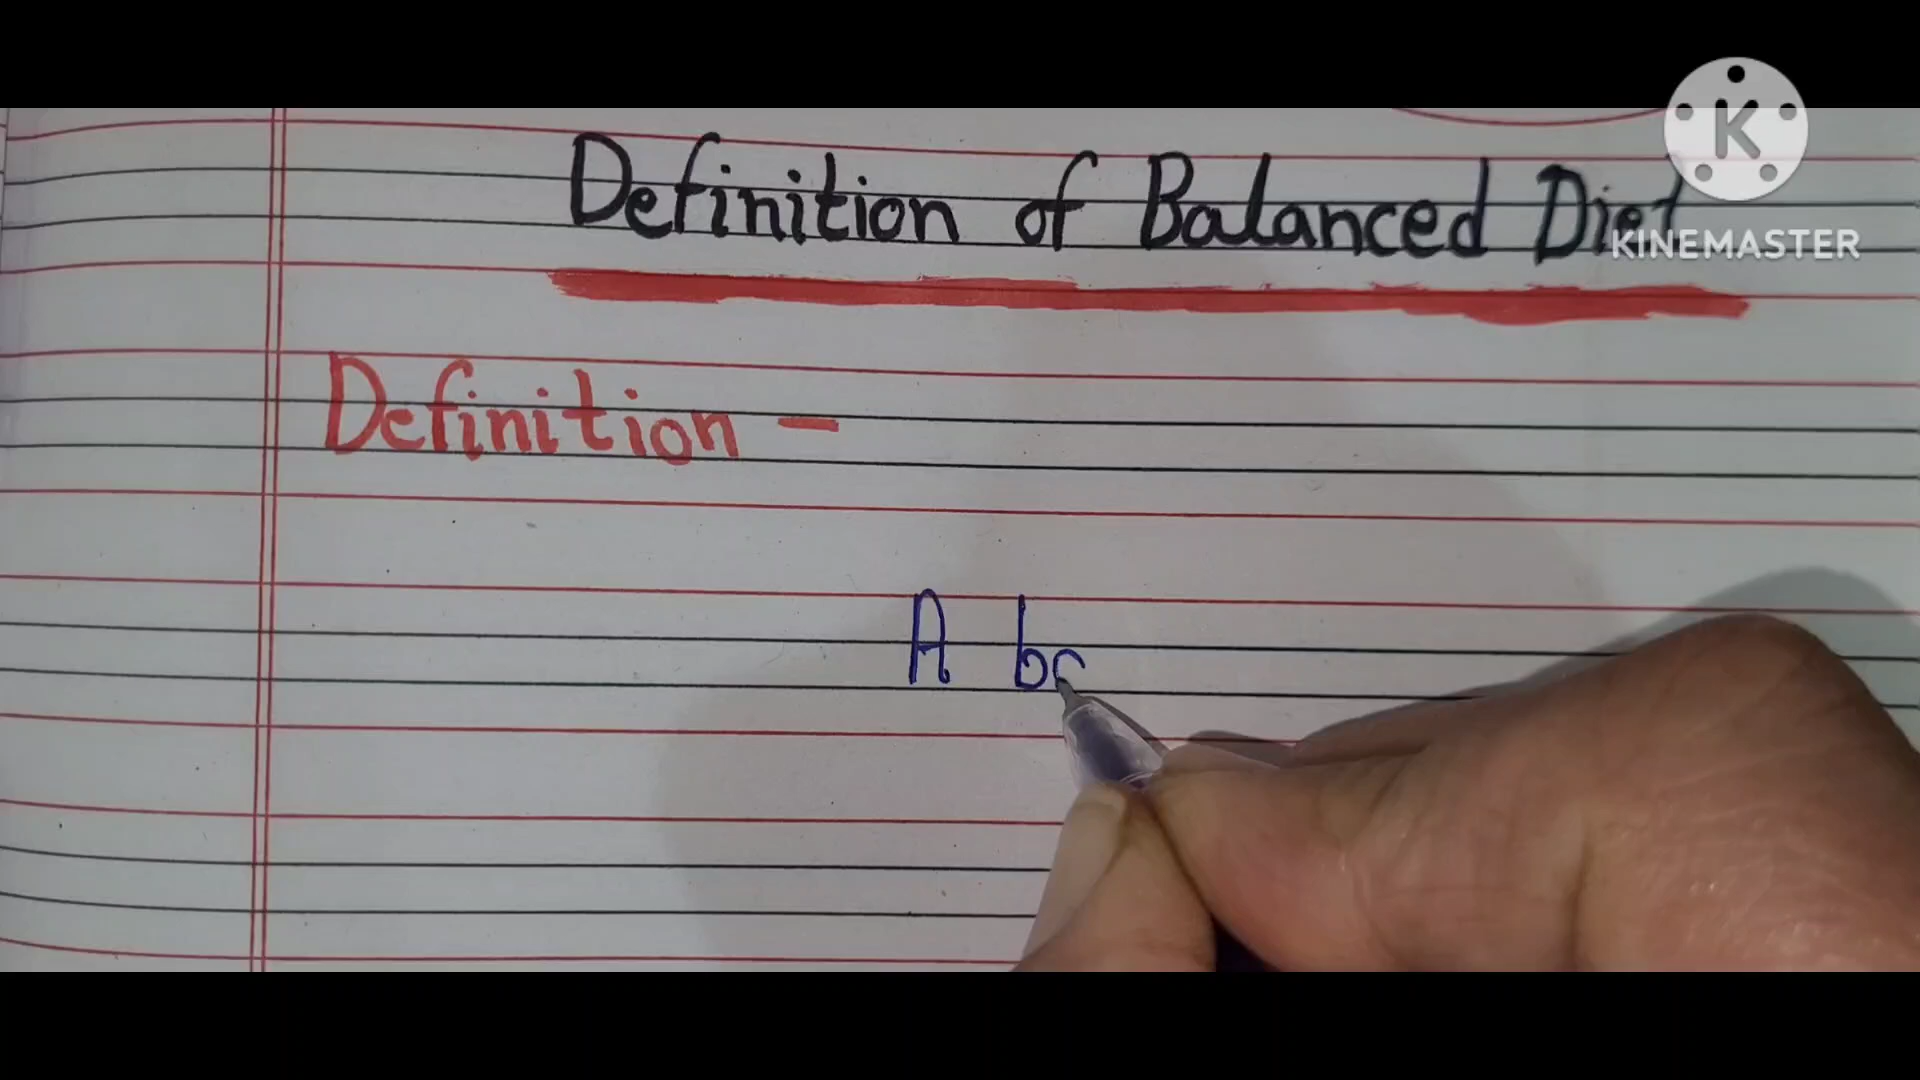 Definition of Balanced Diet
KINEMASTER
Definition -
A